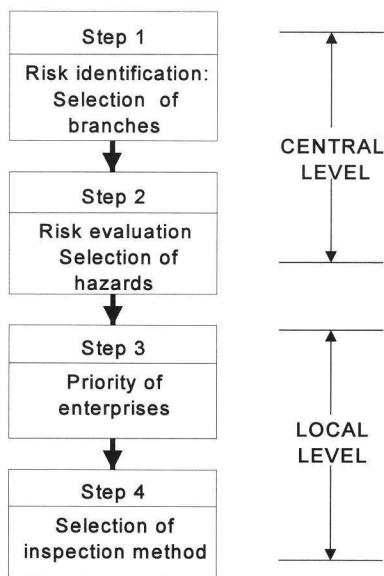 Step 1
Risk identification:
Selection of
branches
CENTRAL
LEVEL
Step 2
Risk evaluation
Selection of
hazards
Step 3
Priority of
enterprises
LOCAL
LEVEL
Step 4
Selection of
inspection method